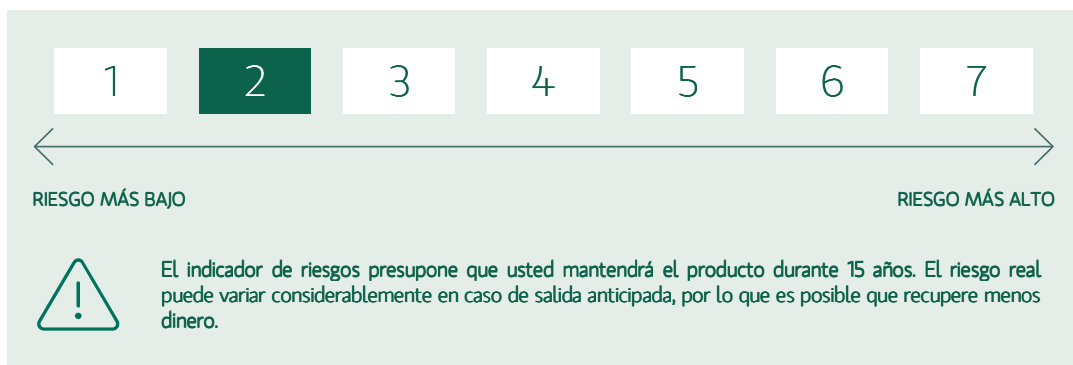 1 2 3 4 5 6 7
RIESGO MÁS BAJO RIESGO MÁS ALTO
El indicador de riesgos presupone que usted mantendrá el producto durante 15 años. El riesgo real
puede variar considerablemente en caso de salida anticipada, por lo que es posible que recupere menos
dinero.